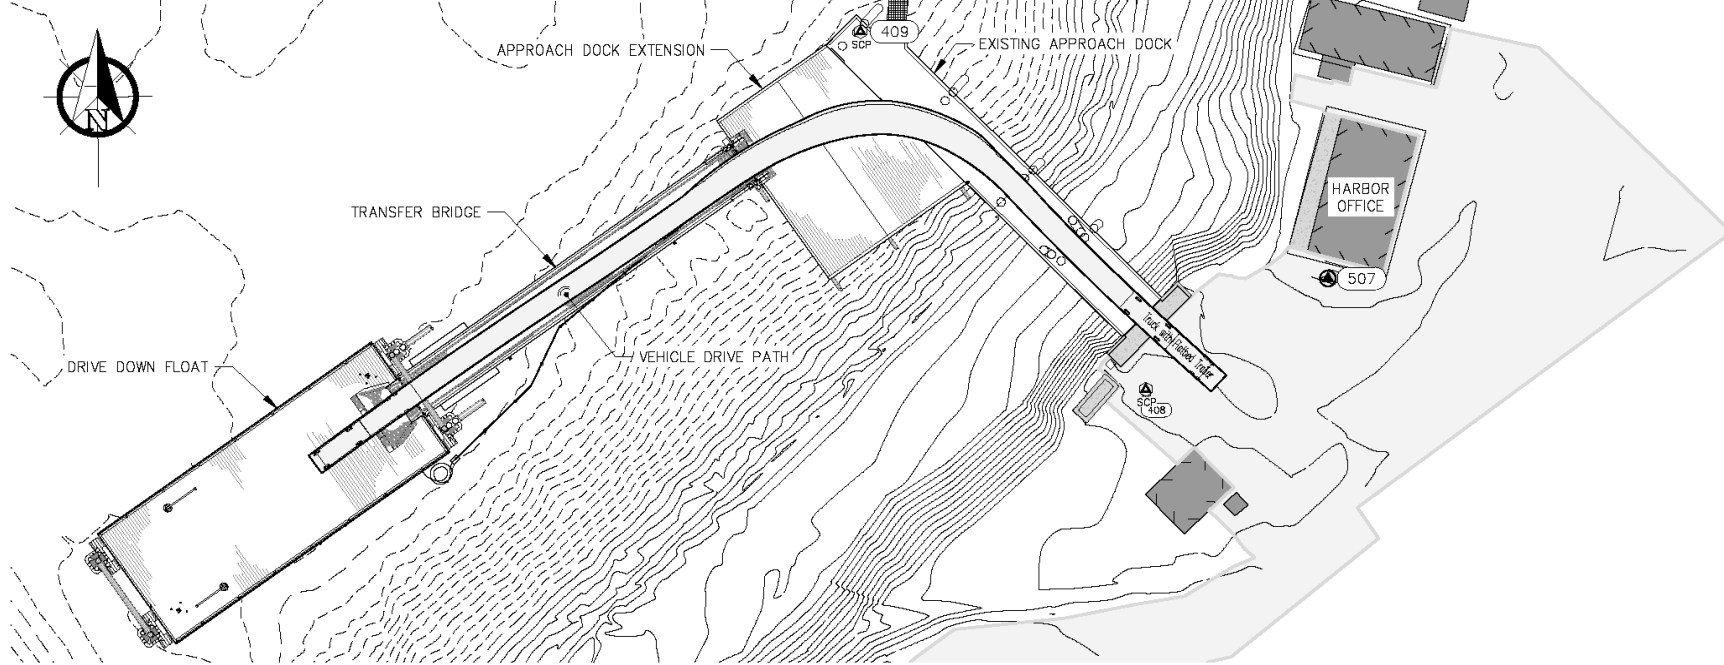 409
SCP
APPROACH DOCK EXTENSION
EXISTING APPROACH DOCK
N
HARBOR
OFFICE
TRANSFER BRIDGE
507
Truck with Flatbed Trailer
VEHICLE DRIVE PATH
DRIVE DOWN FLOAT
SCP
408